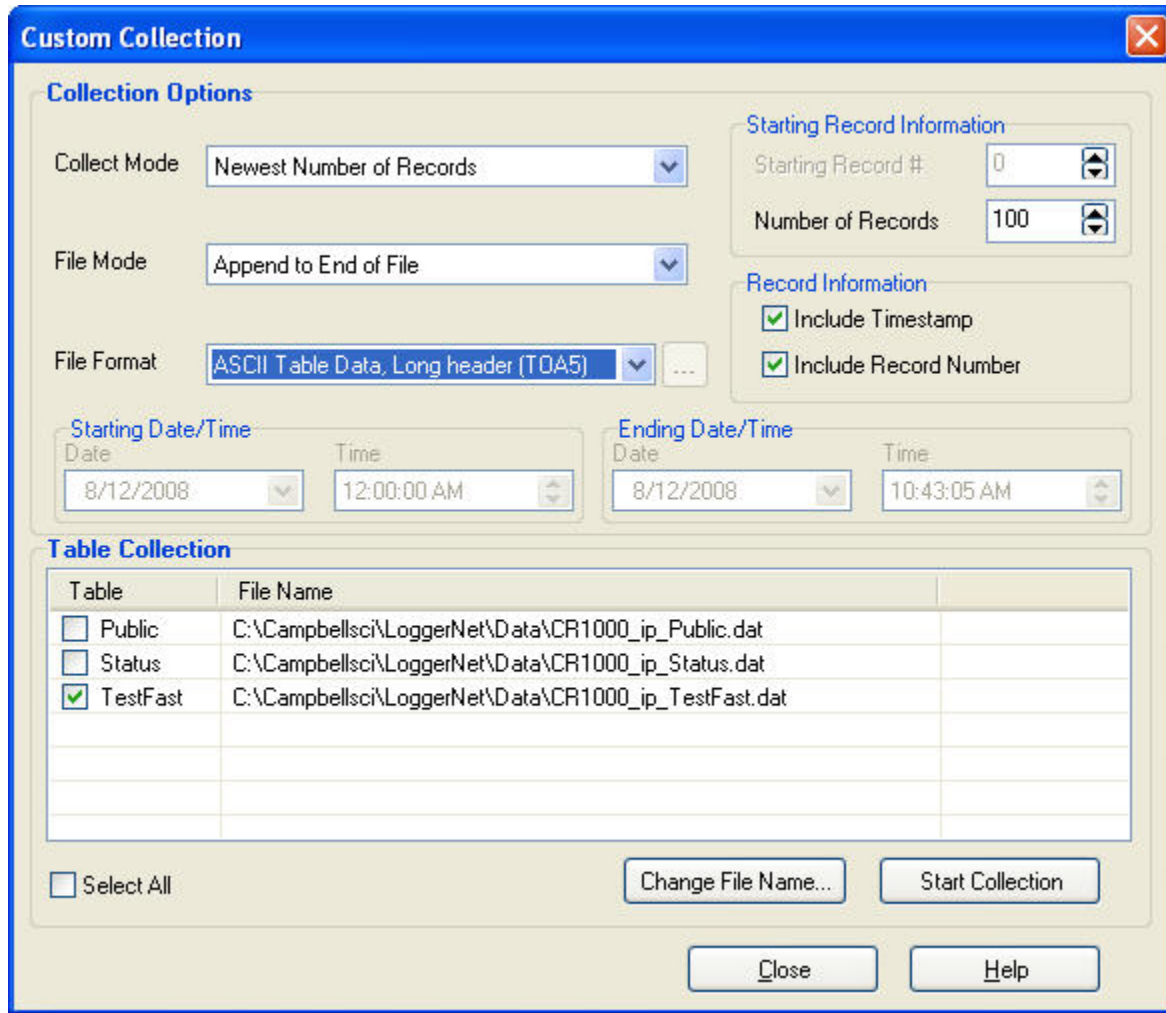 Custom Collection
Collection Options
Collect Mode Newest Number of Records
Starting Record Information
Starting Record # 0
Number of Records 100
File Mode Append to End of File
Record Information
Include Timestamp
Include Record Number
File Format ASCII Table Data, Long header (TOA5) ...
Starting Date/Time
Date Time
8/12/2008 12:00:00 AM
Ending Date/Time
Date Time
8/12/2008 10:43:05 AM
Table Collection
Table File Name
Public C:\Campbellsci\LoggerNet\Data\CR1000_ip_Public.dat
Status C:\Campbellsci\LoggerNet\Data\CR1000_ip_Status.dat
TestFast C:\Campbellsci\LoggerNet\Data\CR1000_ip_TestFast.dat
Select All Change File Name... Start Collection
Close Help